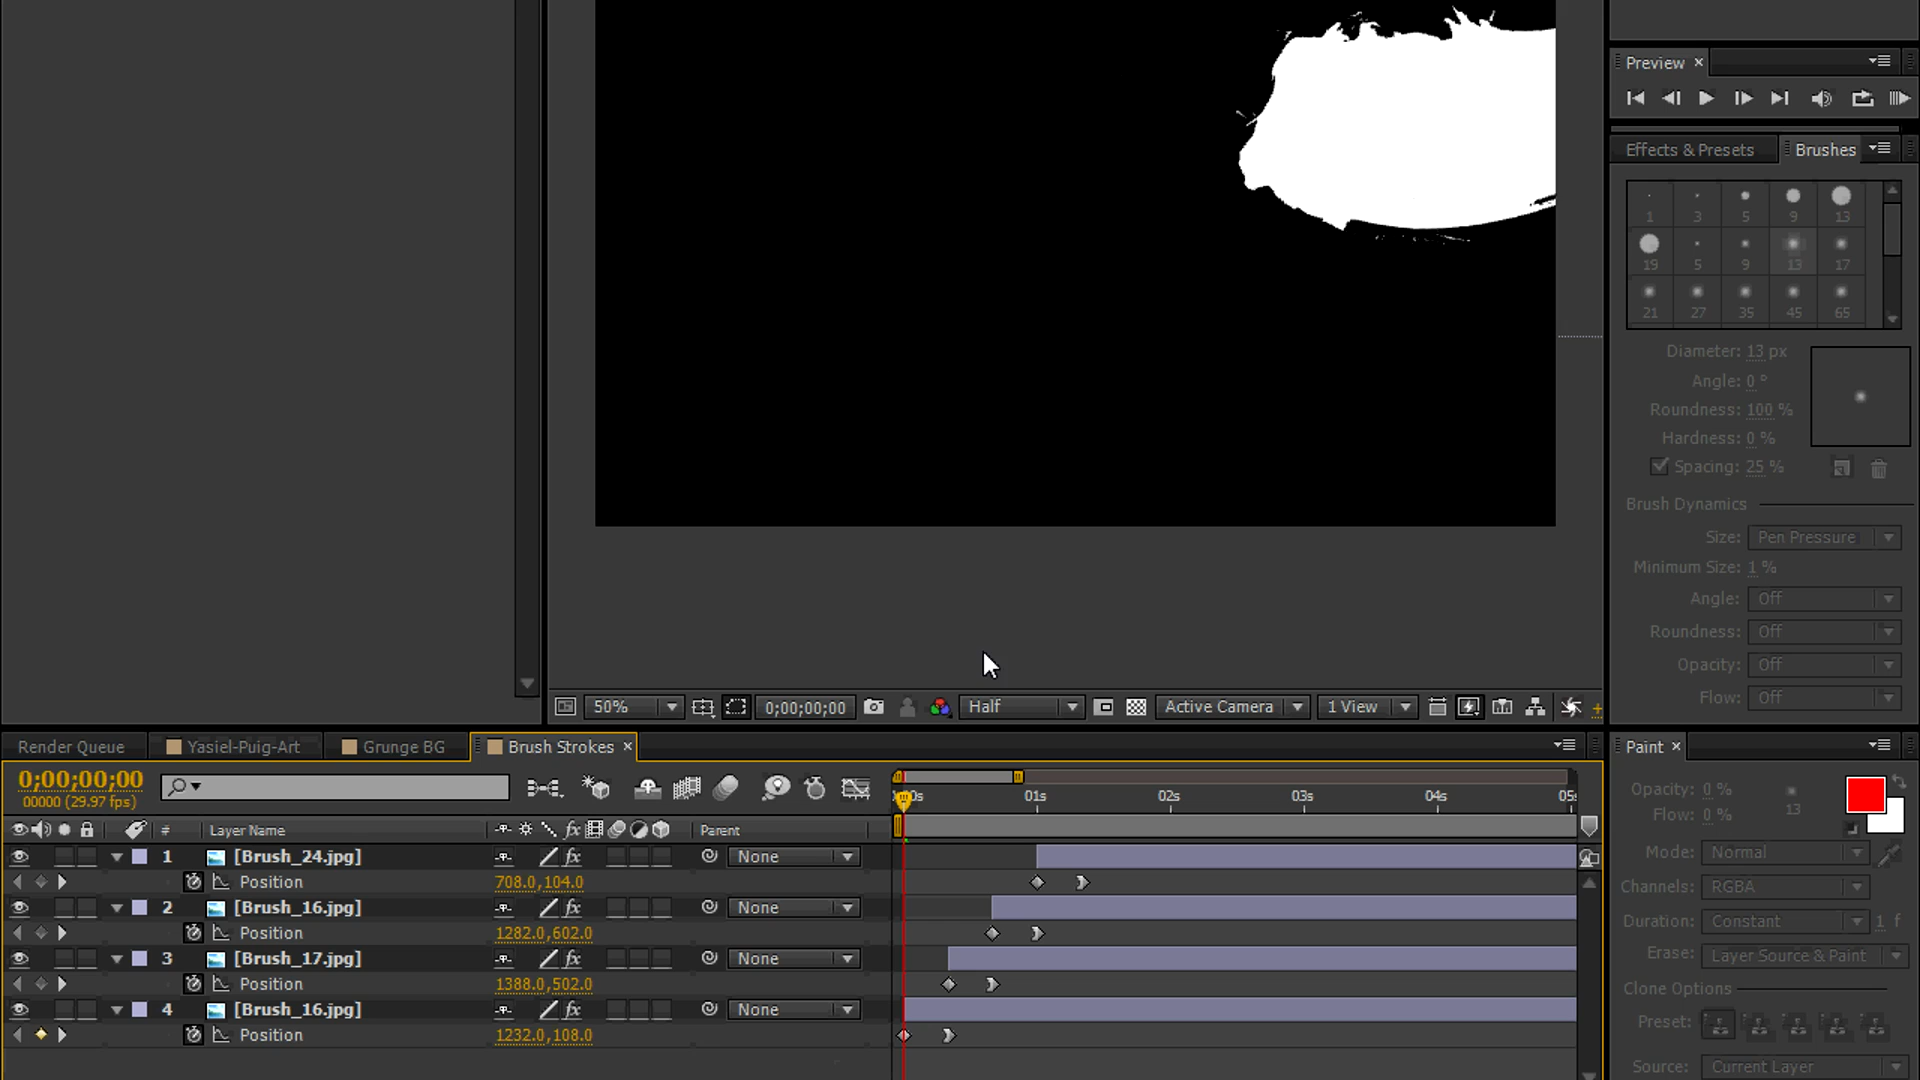 Preview ×
Effects & Presets Brushes
1 3 5 9 13
19 5 9 13 17
21 27 35 45 65
Diameter: 13 px
Angle: 0 °
Roundness: 100 %
Hardness: 0 %
Spacing: 25 %
Brush Dynamics
Size: Pen Pressure
Minimum Size: 1 %
Angle: Off
Roundness: Off
Opacity: Off
Flow: Off
50% 0;00;00;00 Half Active Camera 1 View
Render Queue Yasiel-Puig-Art Grunge BG Brush Strokes ×
0;00;00;00
00000 (29.97 fps)
01s 02s 03s 04s
# Layer Name fx Parent
1 [Brush_24.jpg] fx None
Position 708.0,104.0
2 [Brush_16.jpg] fx None
Position 1282.0,602.0
3 [Brush_17.jpg] fx None
Position 1388.0,502.0
4 [Brush_16.jpg] fx None
Position 1232.0,108.0
Paint ×
Opacity: 0 %
Flow: 0 % 13
Mode: Normal
Channels: RGBA
Duration: Constant 1 f
Erase: Layer Source & Paint
Clone Options
Preset:
Source: Current Layer